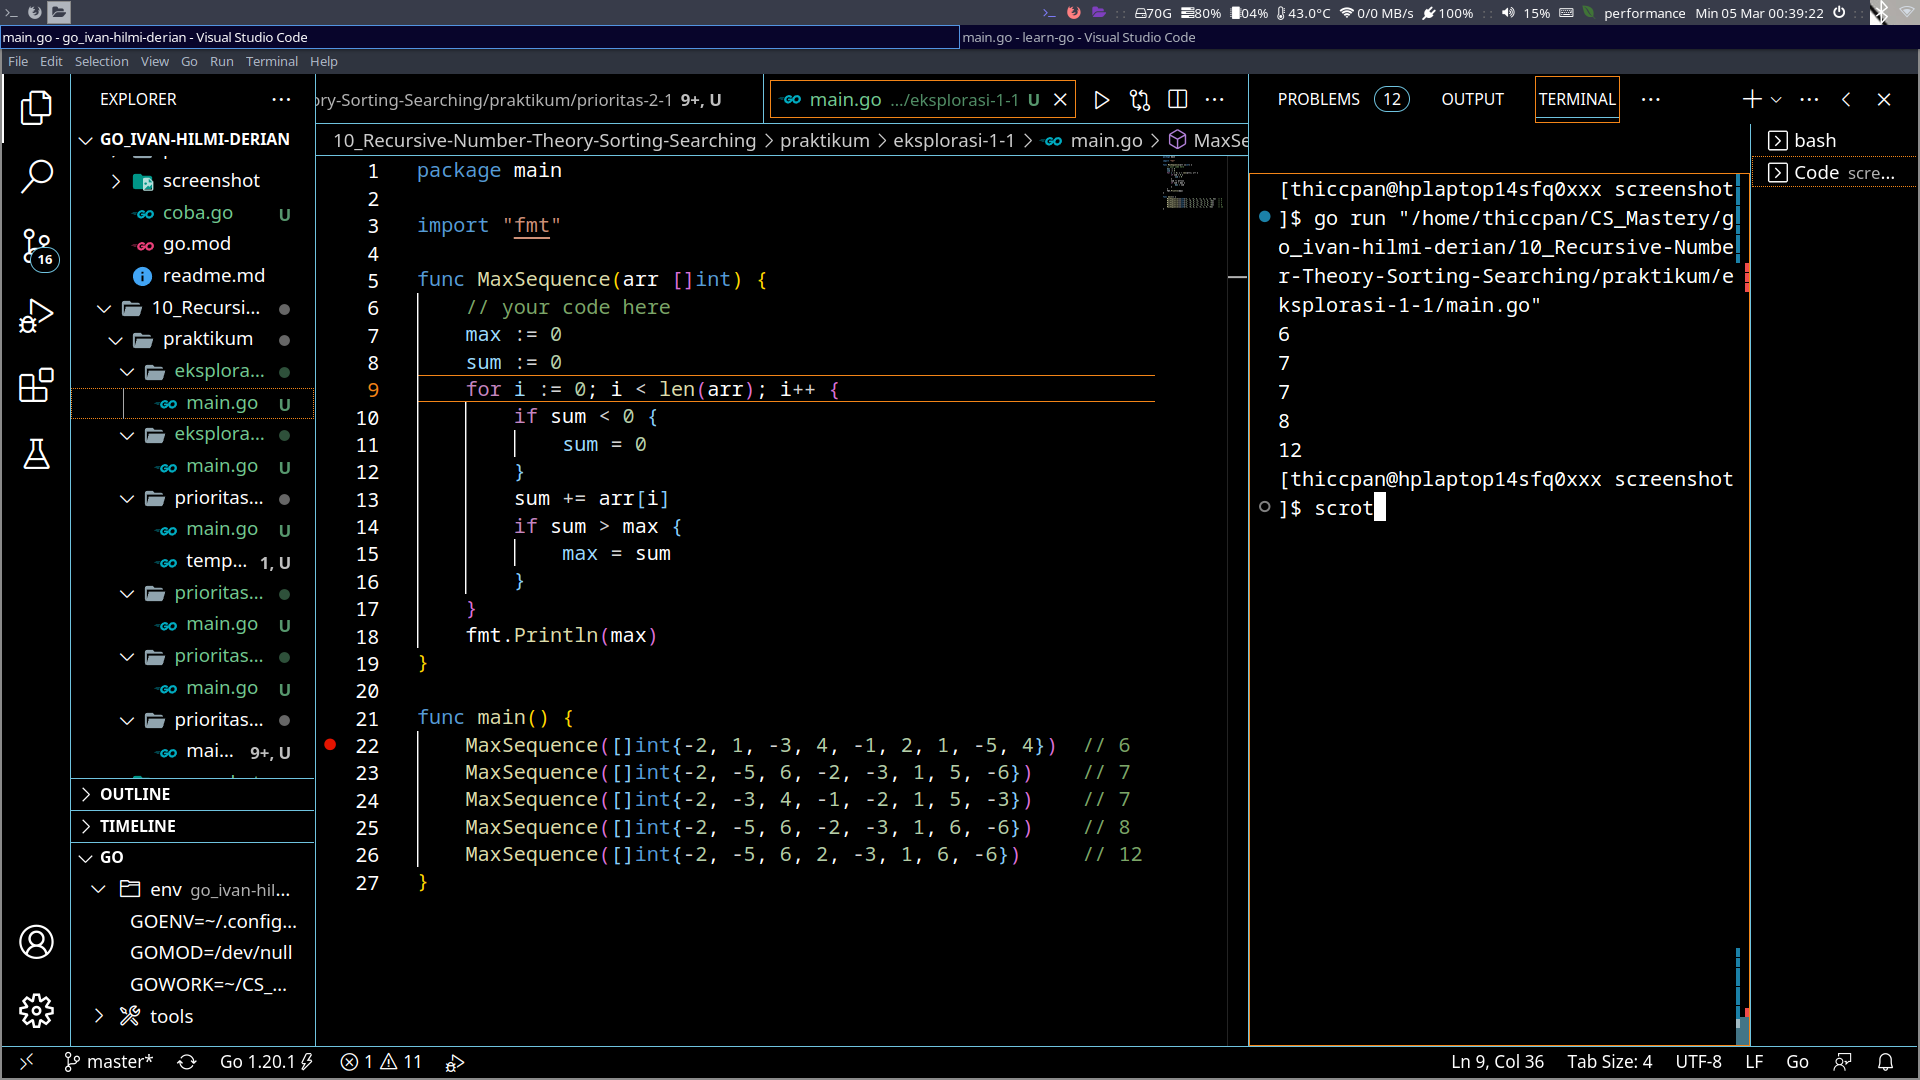 70G 80% 04% 43.0°C 0/0 MB/s 100% 15% performance Min 05 Mar 00:39:22
main.go - go_ivan-hilmi-derian - Visual Studio Code
main.go - learn-go - Visual Studio Code
File Edit Selection View Go Run Terminal Help
EXPLORER
GO_IVAN-HILMI-DERIAN
screenshot
coba.go U
go.mod
readme.md
10_Recursi...
praktikum
eksplora...
main.go U
eksplora...
main.go U
prioritas...
main.go U
temp... 1, U
prioritas...
main.go U
prioritas...
main.go U
prioritas...
mai... 9+, U
OUTLINE
TIMELINE
GO
env go_ivan-hil...
GOENV=~/.config...
GOMOD=/dev/null
GOWORK=~/CS_...
tools
ory-Sorting-Searching/praktikum/prioritas-2-1 9+, U
main.go .../eksplorasi-1-1 U
10_Recursive-Number-Theory-Sorting-Searching > praktikum > eksplorasi-1-1 > main.go > MaxSe
1 package main
2
3 import "fmt"
4
5 func MaxSequence(arr []int) {
6 // your code here
7 max := 0
8 sum := 0
9 for i := 0; i < len(arr); i++ {
10 if sum < 0 {
11 sum = 0
12 }
13 sum += arr[i]
14 if sum > max {
15 max = sum
16 }
17 }
18 fmt.Println(max)
19 }
20
21 func main() {
22 MaxSequence([]int{-2, 1, -3, 4, -1, 2, 1, -5, 4}) // 6
23 MaxSequence([]int{-2, -5, 6, -2, -3, 1, 5, -6}) // 7
24 MaxSequence([]int{-2, -3, 4, -1, -2, 1, 5, -3}) // 7
25 MaxSequence([]int{-2, -5, 6, -2, -3, 1, 6, -6}) // 8
26 MaxSequence([]int{-2, -5, 6, 2, -3, 1, 6, -6}) // 12
27 }
PROBLEMS 12 OUTPUT TERMINAL
[thiccpan@hplaptop14sfq0xxx screenshot
]$ go run "/home/thiccpan/CS_Mastery/g
o_ivan-hilmi-derian/10_Recursive-Numbe
r-Theory-Sorting-Searching/praktikum/e
ksplorasi-1-1/main.go"
6
7
7
8
12
[thiccpan@hplaptop14sfq0xxx screenshot
]$ scrot
bash
Code scre...
16
master* Go 1.20.1 1 11 Ln 9, Col 36 Tab Size: 4 UTF-8 LF Go